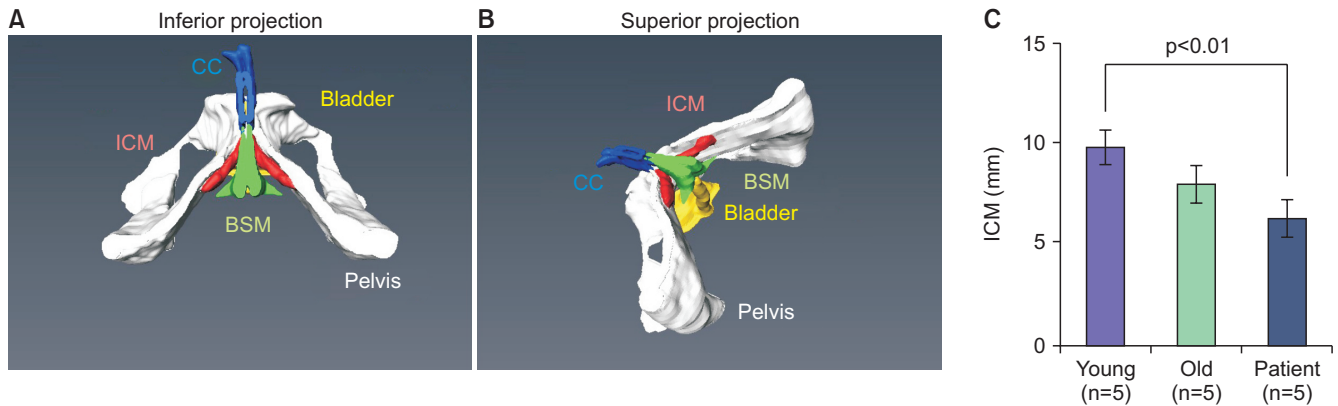 A
Inferior projection
CC
Bladder
ICM
BSM
Pelvis
B
Superior projection
ICM
CC
BSM
Bladder
Pelvis
C
ICM (mm)
15
10
5
0
p<0.01
Young
(n=5)
Old
(n=5)
Patient
(n=5)